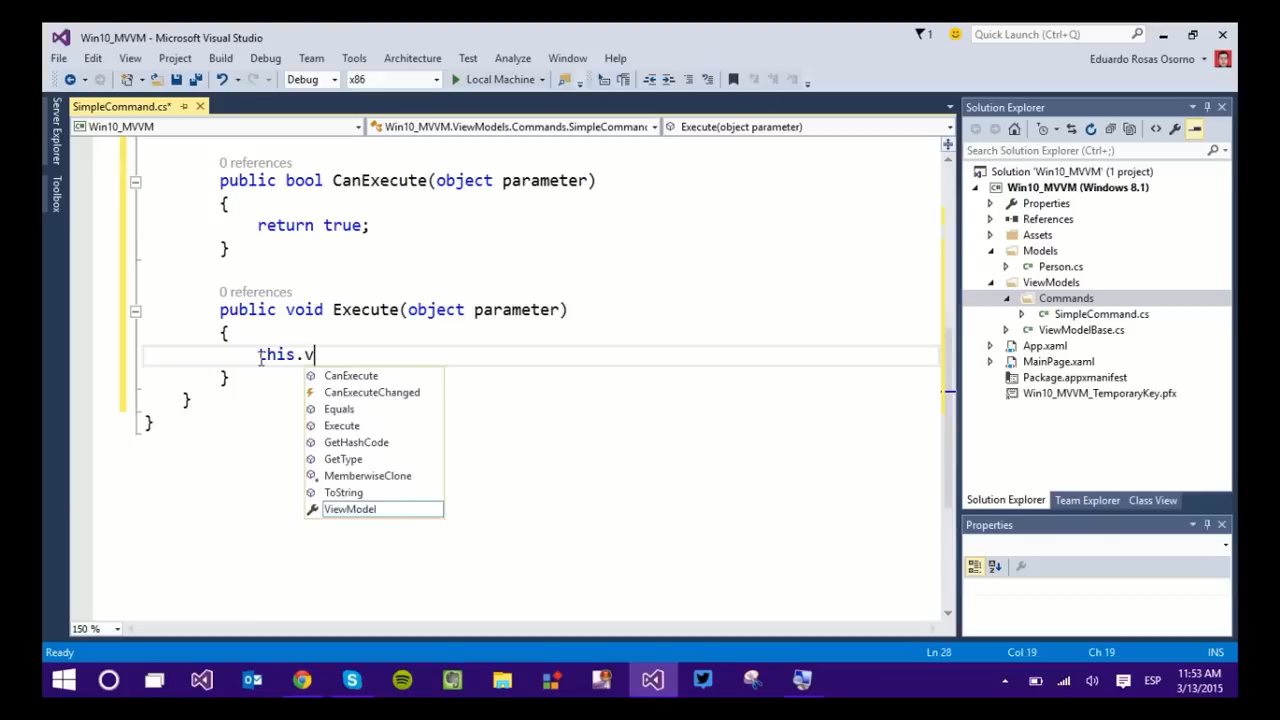 Win10_MVVM - Microsoft Visual Studio
1
Quick Launch (Ctrl+Q)
File Edit View Project Build Debug Team Tools Architecture Test Analyze Window Help
Eduardo Rosas Osorno
Debug x86 Local Machine
Server Explorer
Toolbox
SimpleCommand.cs*
Win10_MVVM
Win10_MVVM.ViewModels.Commands.SimpleCommand
Execute(object parameter)
0 references
public bool CanExecute(object parameter)
{
return true;
}
0 references
public void Execute(object parameter)
{
this.v
}
}
}
CanExecute
CanExecuteChanged
Equals
Execute
GetHashCode
GetType
MemberwiseClone
ToString
ViewModel
150 %
Solution Explorer
Search Solution Explorer (Ctrl+;)
Solution 'Win10_MVVM' (1 project)
Win10_MVVM (Windows 8.1)
Properties
References
Assets
Models
Person.cs
ViewModels
Commands
SimpleCommand.cs
ViewModelBase.cs
App.xaml
MainPage.xaml
Package.appxmanifest
Win10_MVVM_TemporaryKey.pfx
Solution Explorer Team Explorer Class View
Properties
Ready
Ln 28 Col 19 Ch 19 INS
ESP
11:53 AM
3/13/2015